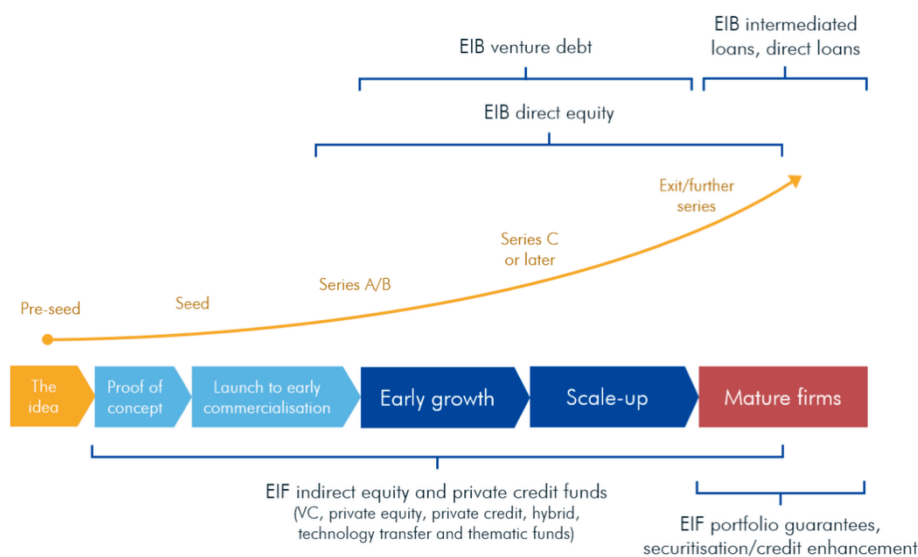 EIB venture debt
EIB intermediated
loans, direct loans
EIB direct equity
Exit/further
series
Series C
or later
Series A/B
Seed
Pre-seed
The
idea
Proof of
concept
Launch to early
commercialisation
Early growth
Scale-up
Mature firms
EIF indirect equity and private credit funds
(VC, private equity, private credit, hybrid,
technology transfer and thematic funds)
EIF portfolio guarantees,
securitisation/credit enhancement